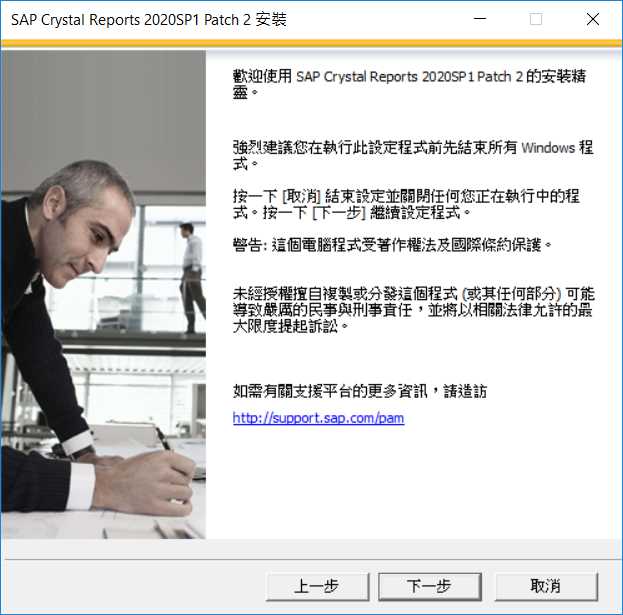 SAP Crystal Reports 2020SP1 Patch 2 安裝
歡迎使用 SAP Crystal Reports 2020SP1 Patch 2 的安裝精
靈。
強烈建議您在執行此設定程式前先結束所有 Windows 程
式。
按一下 [取消] 結束設定並關閉任何您正在執行中的程
式。按一下 [下一步] 繼續設定程式。
警告: 這個電腦程式受著作權法及國際條約保護。
未經授權擅自複製或分發這個程式 (或其任何部分) 可能
導致嚴厲的民事與刑事責任，並將以相關法律允許的最
大限度提起訴訟。
如需有關支援平台的更多資訊，請造訪
http://support.sap.com/pam
上一步
下一步
取消